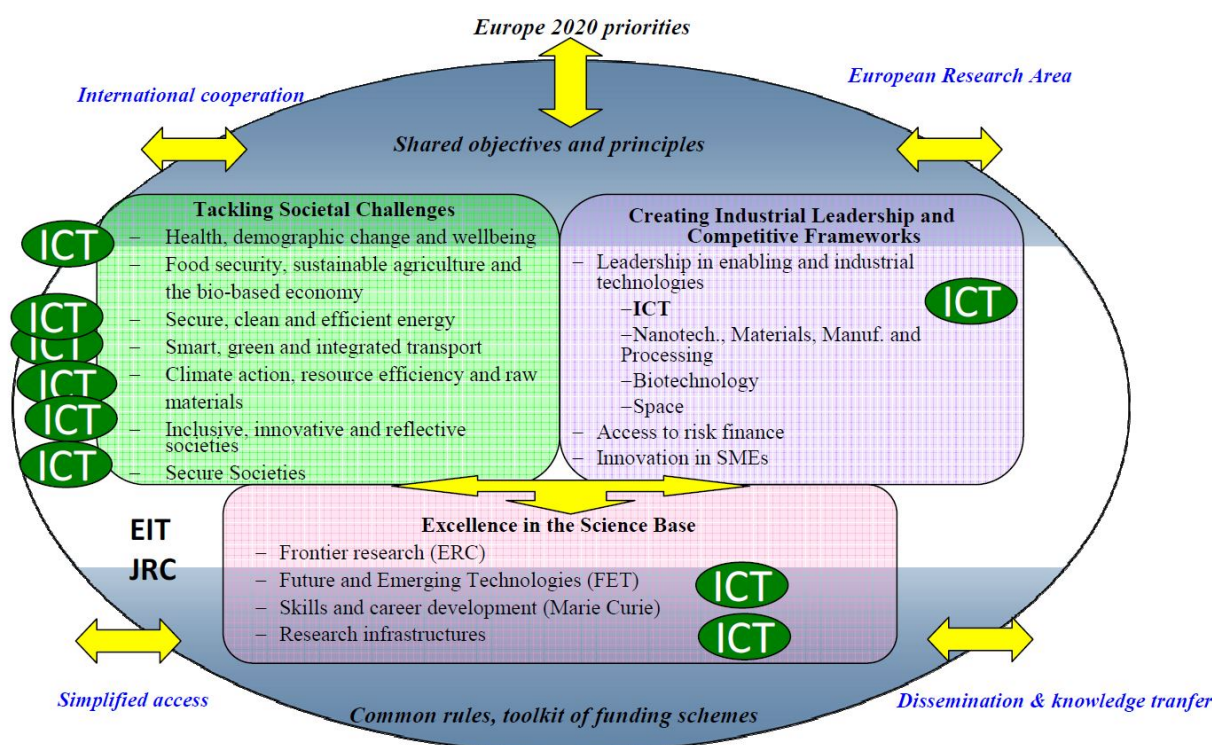 Europe 2020 priorities
International cooperation
European Research Area
Shared objectives and principles
Tackling Societal Challenges
– Health, demographic change and wellbeing
– Food security, sustainable agriculture and
the bio-based economy
– Secure, clean and efficient energy
– Smart, green and integrated transport
– Climate action, resource efficiency and raw
materials
– Inclusive, innovative and reflective
societies
– Secure Societies
ICT
ICT
ICT
ICT
ICT
ICT
Creating Industrial Leadership and
Competitive Frameworks
– Leadership in enabling and industrial
technologies
–ICT
–Nanotech., Materials, Manuf. and
Processing
–Biotechnology
–Space
– Access to risk finance
– Innovation in SMEs
ICT
Excellence in the Science Base
– Frontier research (ERC)
– Future and Emerging Technologies (FET)
– Skills and career development (Marie Curie)
– Research infrastructures
ICT
ICT
EIT
JRC
Simplified access
Common rules, toolkit of funding schemes
Dissemination & knowledge tranfer